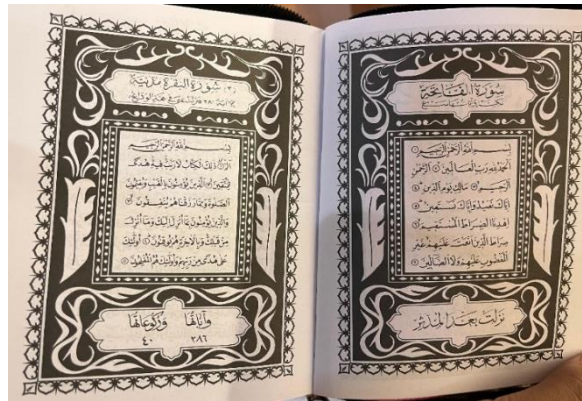 سورة الفاتحة
بسم الله الرحمن الرحيم
الحمد لله رب العالمين الرحمن
الرحيم مالك يوم الدين
إياك نعبد وإياك نستعين
اهدنا الصراط المستقيم
صراط الذين أنعمت عليهم غير
المغضوب عليهم ولا الضالين
نزلت بعد المدثر
(٢) سورة البقرة مدنية
بسم الله الرحمن الرحيم
الم ذلك الكتاب لا ريب فيه هدى
للمتقين الذين يؤمنون بالغيب ويقيمون
الصلوة ومما رزقناهم ينفقون
والذين يؤمنون بما أنزل إليك وما أنزل
من قبلك وبالاخرة هم يوقنون أولئك
على هدى من ربهم وأولئك هم المفلحون
وآياتها وركوعاتها
٢٨٦ ٤٠